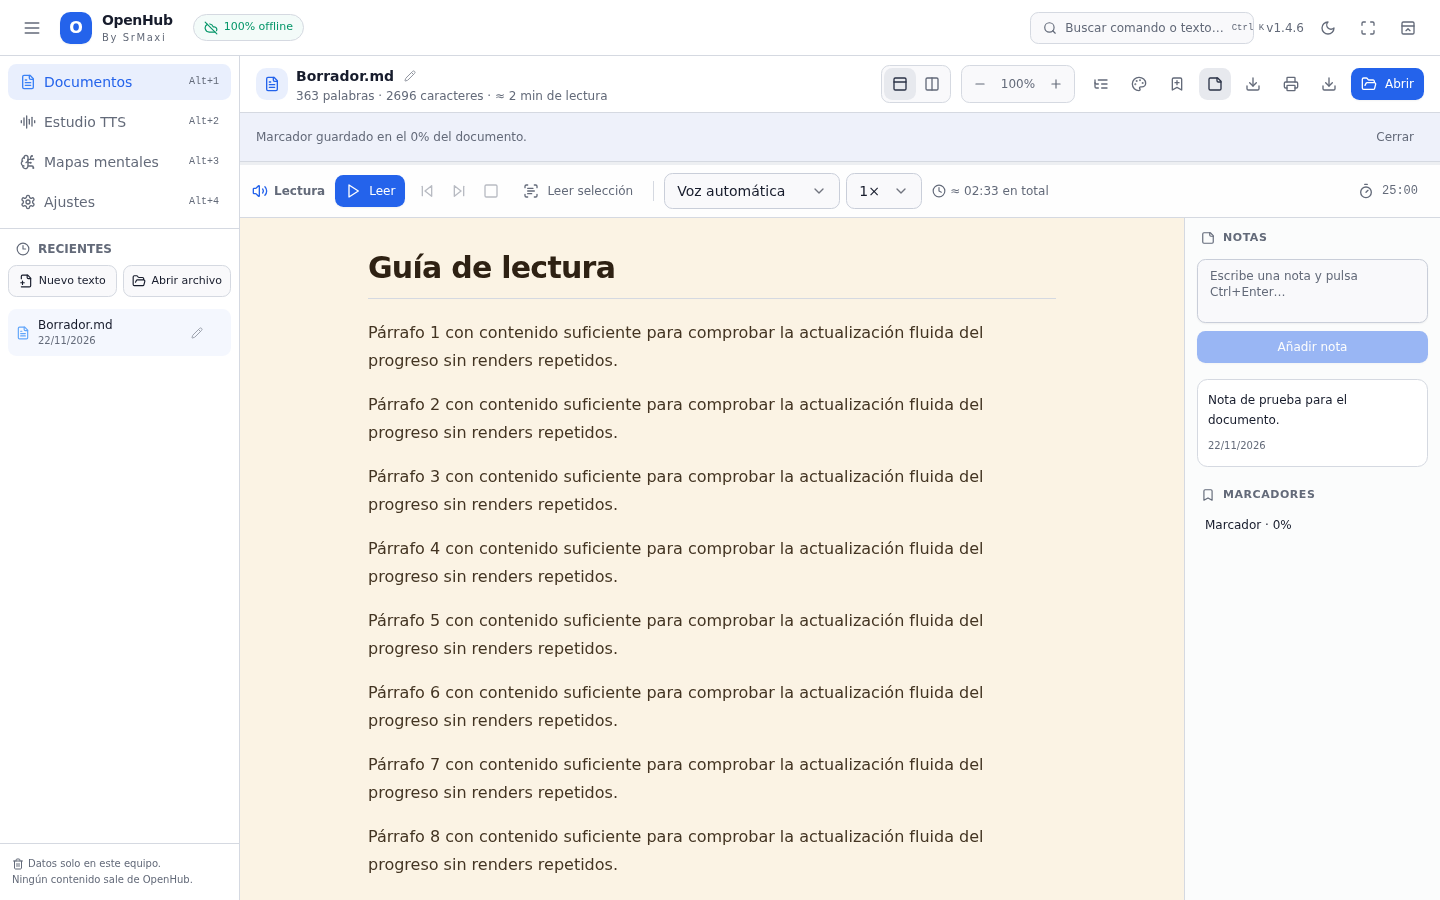 OpenHub
By SrMaxi
100% offline
Buscar comando o texto...
Ctrl K
v1.4.6
Documentos
Alt+1
Estudio TTS
Alt+2
Mapas mentales
Alt+3
Ajustes
Alt+4
RECIENTES
Nuevo texto
Abrir archivo
Borrador.md
22/11/2026
Datos solo en este equipo.
Ningún contenido sale de OpenHub.
Borrador.md
363 palabras · 2696 caracteres · ≈ 2 min de lectura
100%
Abrir
Marcador guardado en el 0% del documento.
Cerrar
Lectura
Leer
Leer selección
Voz automática
1×
≈ 02:33 en total
25:00
Guía de lectura
Párrafo 1 con contenido suficiente para comprobar la actualización fluida del
progreso sin renders repetidos.
Párrafo 2 con contenido suficiente para comprobar la actualización fluida del
progreso sin renders repetidos.
Párrafo 3 con contenido suficiente para comprobar la actualización fluida del
progreso sin renders repetidos.
Párrafo 4 con contenido suficiente para comprobar la actualización fluida del
progreso sin renders repetidos.
Párrafo 5 con contenido suficiente para comprobar la actualización fluida del
progreso sin renders repetidos.
Párrafo 6 con contenido suficiente para comprobar la actualización fluida del
progreso sin renders repetidos.
Párrafo 7 con contenido suficiente para comprobar la actualización fluida del
progreso sin renders repetidos.
Párrafo 8 con contenido suficiente para comprobar la actualización fluida del
progreso sin renders repetidos.
NOTAS
Escribe una nota y pulsa
Ctrl+Enter...
Añadir nota
Nota de prueba para el
documento.
22/11/2026
MARCADORES
Marcador · 0%